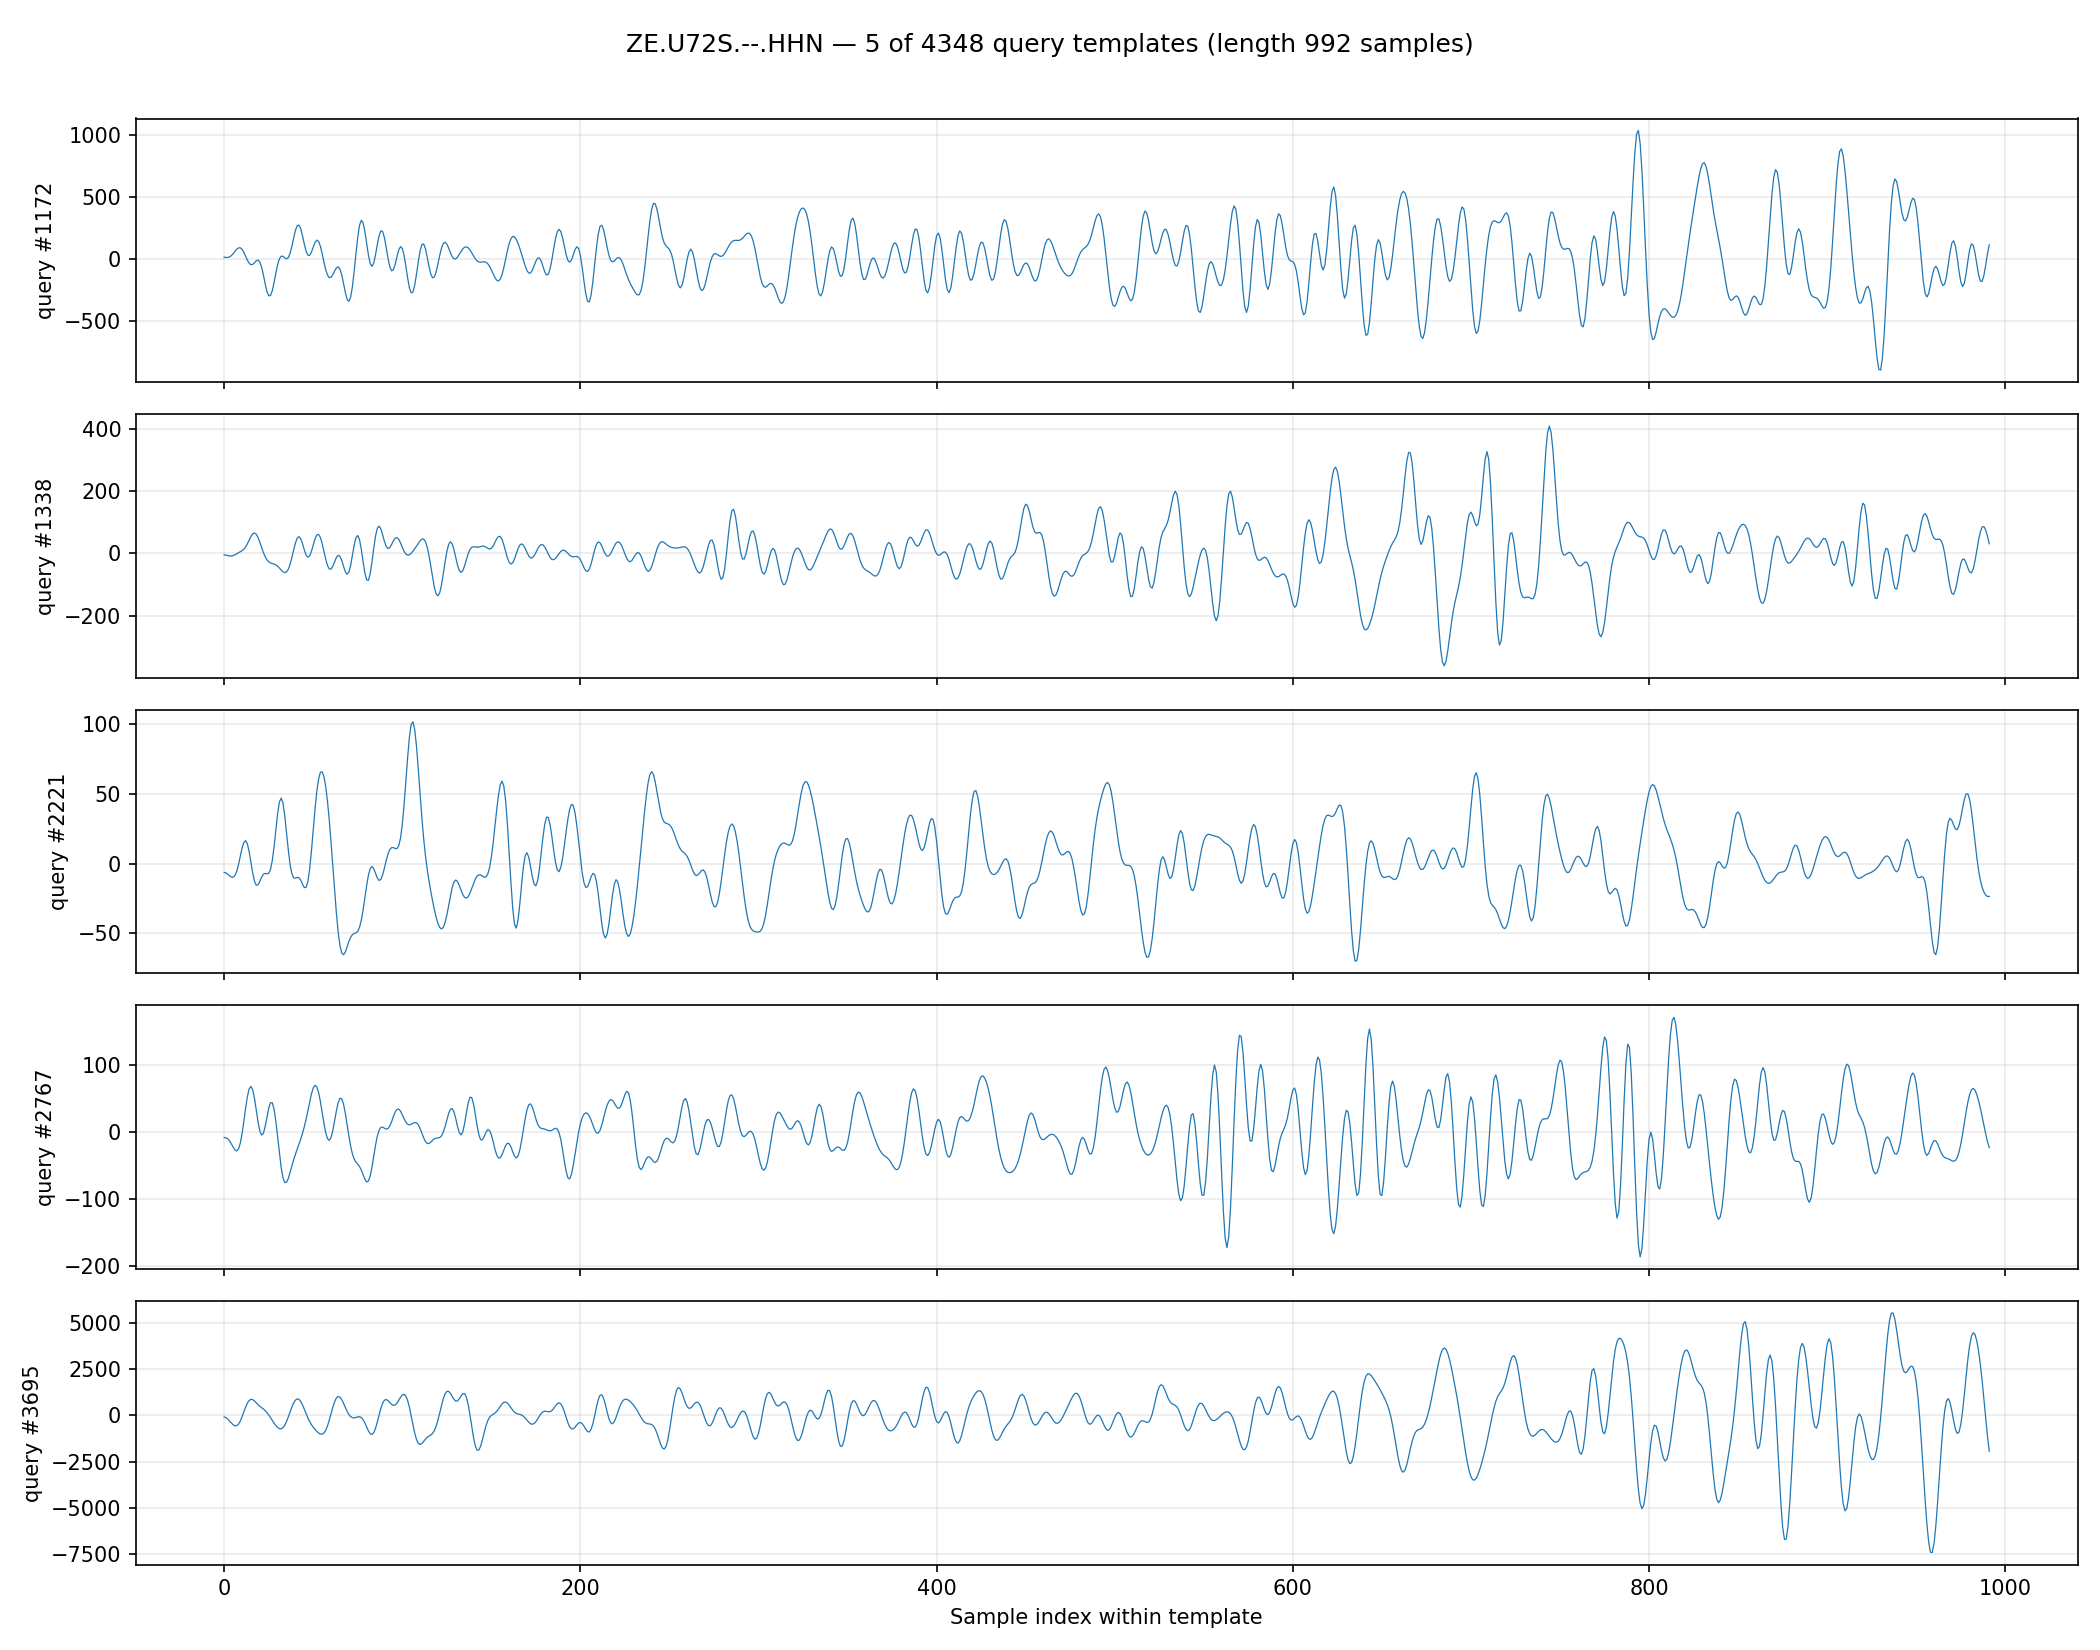 ZE.U72S.--.HHN — 5 of 4348 query templates (length 992 samples)
1000
500
0
−500
query #1172
400
200
0
−200
query #1338
100
50
0
−50
query #2221
100
0
−100
−200
query #2767
5000
2500
0
−2500
−5000
−7500
query #3695
0 200 400 600 800 1000
Sample index within template